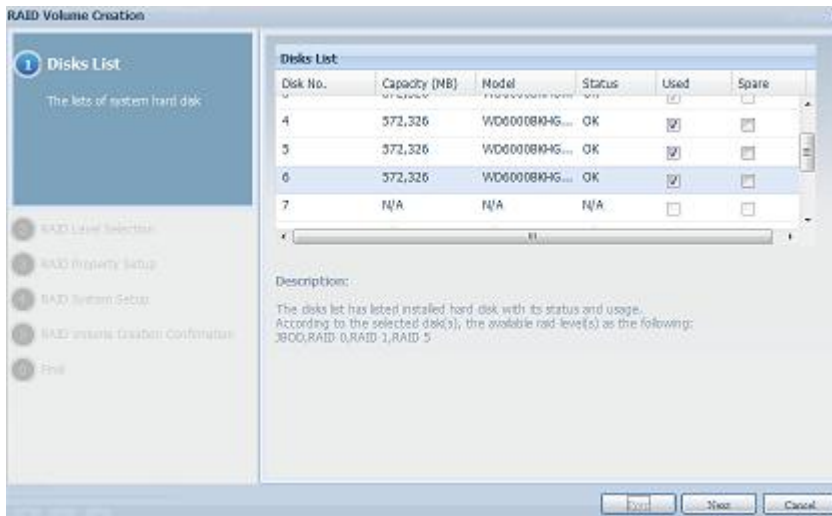 RAID Volume Creation
1 Disks List
The lists of system hard disk
RAID Level Selection
RAID Property Setup
RAID System Setup
RAID Volume Creation Confirmation
Disks List
Disk No. Capacity (MB) Model Status Used Spare
4 572,326 WD6000BKHG... OK
5 572,326 WD6000BKHG... OK
6 572,326 WD6000BKHG... OK
7 N/A N/A N/A
Description:
The disks list has listed installed hard disk with its status and usage.
According to the selected disk(s), the available raid level(s) as the following:
JBOD,RAID 0,RAID 1,RAID 5
Next Cancel